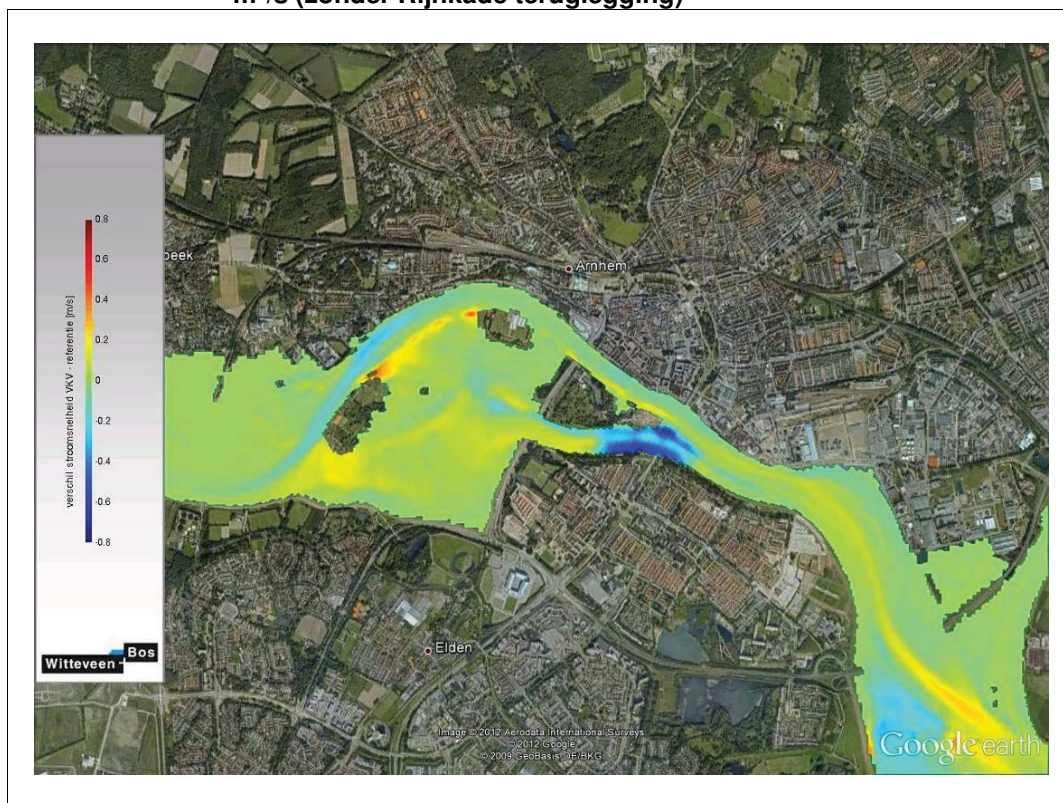 m³/s (zonder Rijnkade teruglegging)
beek
Arnhem
0.8
0.6
0.4
0.2
0
-0.2
-0.4
-0.6
-0.8
verschil stroomsnelheid VKV - referentie [m/s]
Witteveen+
Bos
Elden
Image © 2012 Aerodata International Surveys
© 2012 Google
© 2009 GeoBasis-DE/BKG
Google earth